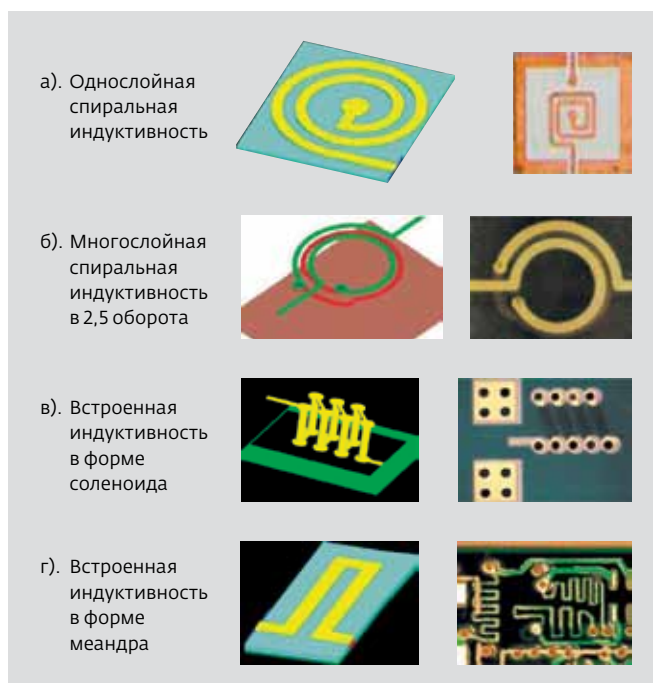 а). Однослойная
спиральная
индуктивность
б). Многослойная
спиральная
индуктивность
в 2,5 оборота
в). Встроенная
индуктивность
в форме
соленоида
г). Встроенная
индуктивность
в форме
меандра